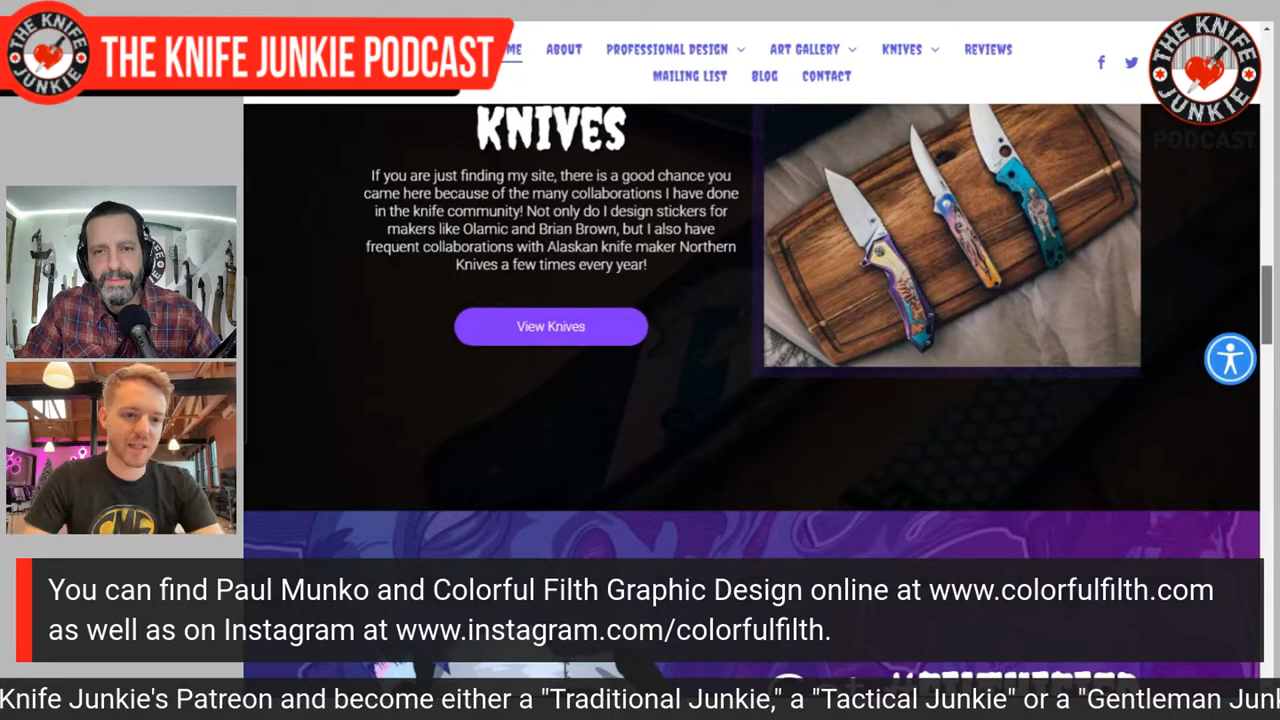 THE KNIFE JUNKIE
THE KNIFE JUNKIE PODCAST
ME ABOUT PROFESSIONAL DESIGN ART GALLERY KNIVES REVIEWS
MAILING LIST BLOG CONTACT
THE KNIFE JUNKIE
PODCAST
KNIVES
If you are just finding my site, there is a good chance you
came here because of the many collaborations I have done
in the knife community! Not only do I design stickers for
makers like Olamic and Brian Brown, but I also have
frequent collaborations with Alaskan knife maker Northern
Knives a few times every year!
View Knives
You can find Paul Munko and Colorful Filth Graphic Design online at www.colorfulfilth.com
as well as on Instagram at www.instagram.com/colorfulfilth.
Knife Junkie's Patreon and become either a "Traditional Junkie," a "Tactical Junkie" or a "Gentleman Junk